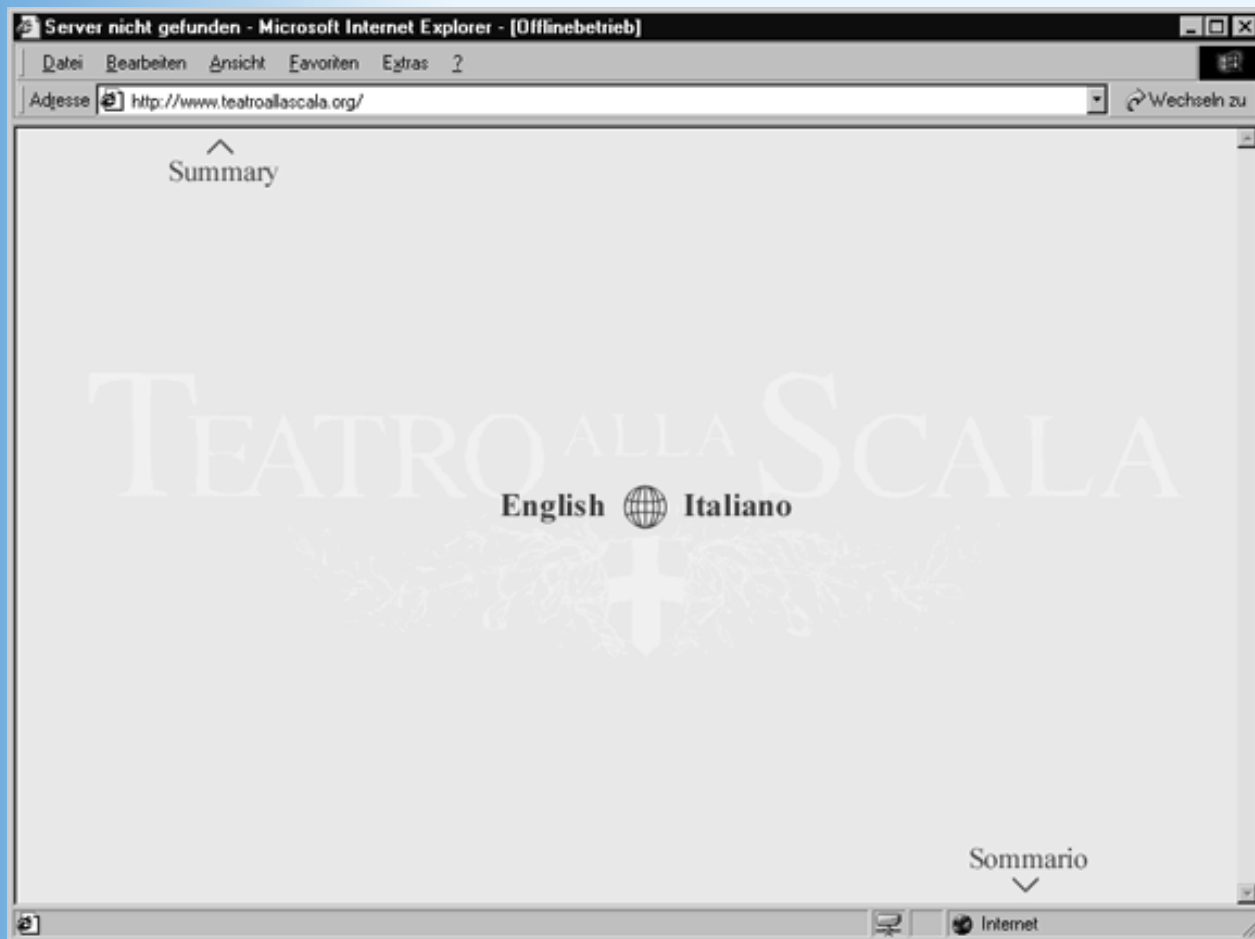 Server nicht gefunden - Microsoft Internet Explorer - [Offlinebetrieb]
Datei Bearbeiten Ansicht Favoriten Extras ?
Adresse http://www.teatroallascala.org/ Wechseln zu
Summary
TEATRO ALLA SCALA
English Italiano
Sommario
Internet